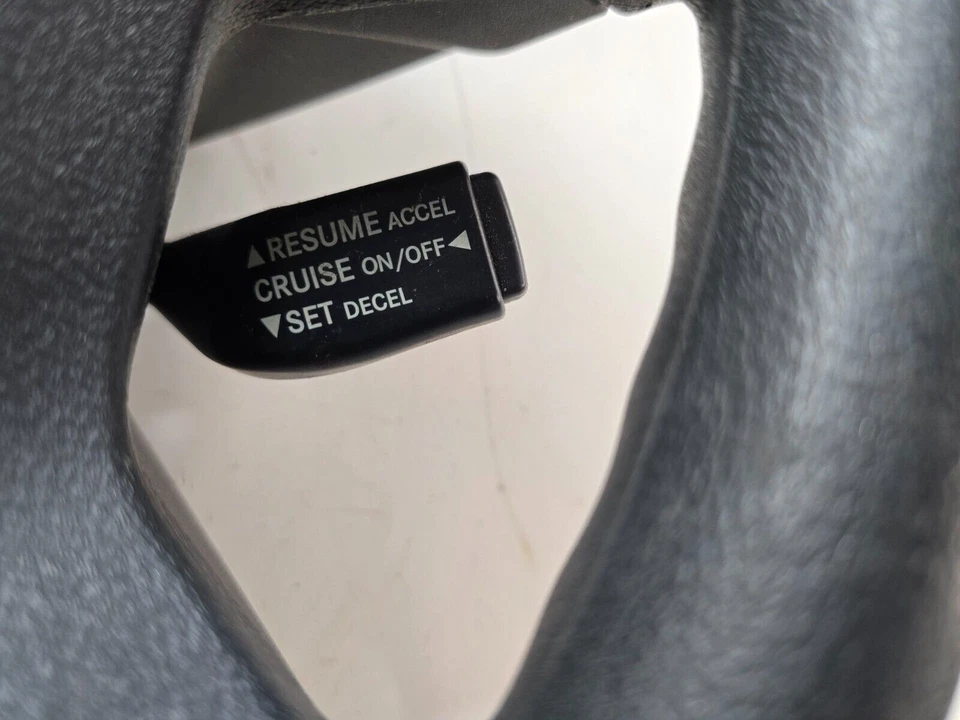 ▲RESUME ACCEL
CRUISE ON/OFF◀
▼SET DECEL